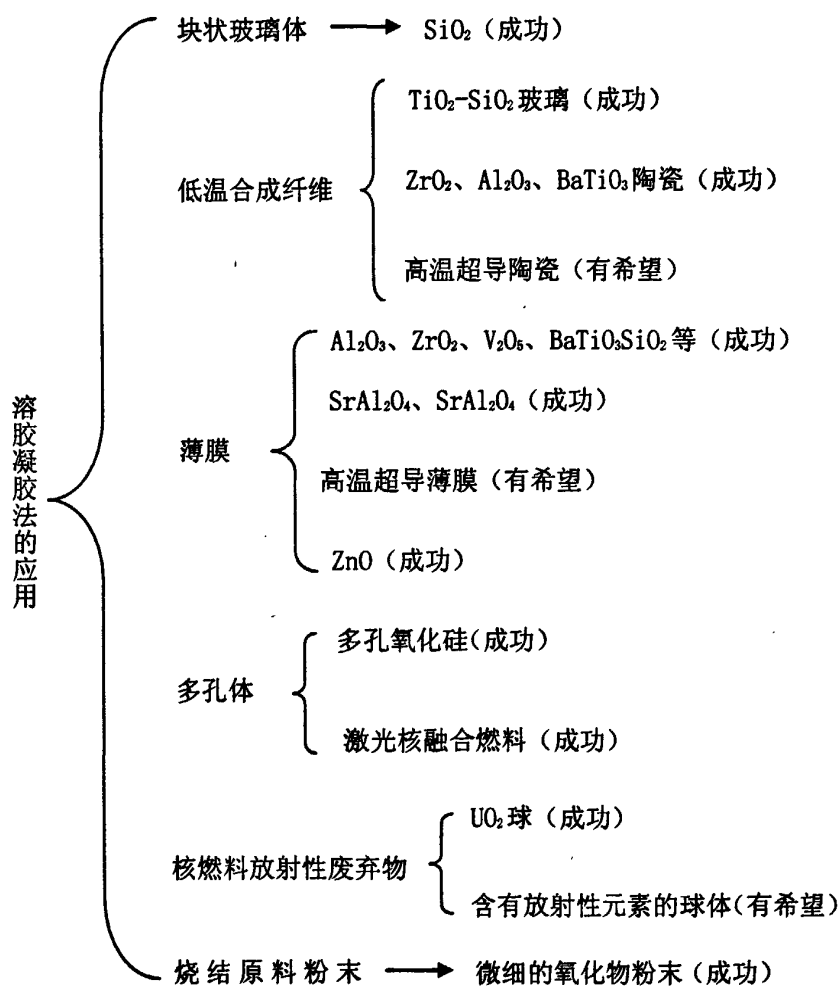 溶胶凝胶法的应用
块状玻璃体 → SiO₂（成功）
低温合成纤维
TiO₂-SiO₂玻璃（成功）
ZrO₂、Al₂O₃、BaTiO₃陶瓷（成功）
高温超导陶瓷（有希望）
薄膜
Al₂O₃、ZrO₂、V₂O₅、BaTiO₃SiO₂等（成功）
SrAl₂O₄、SrAl₂O₄（成功）
高温超导薄膜（有希望）
ZnO（成功）
多孔体
多孔氧化硅(成功）
激光核融合燃料（成功）
核燃料放射性废弃物
UO₂球（成功）
含有放射性元素的球体(有希望)
烧结原料粉末 → 微细的氧化物粉末（成功）